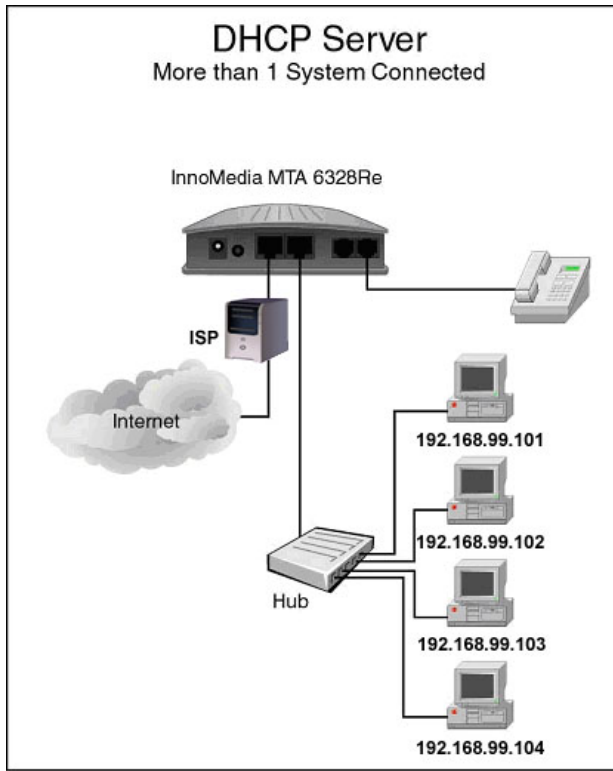 DHCP Server
More than 1 System Connected
InnoMedia MTA 6328Re
ISP
Internet
192.168.99.101
192.168.99.102
Hub
192.168.99.103
192.168.99.104